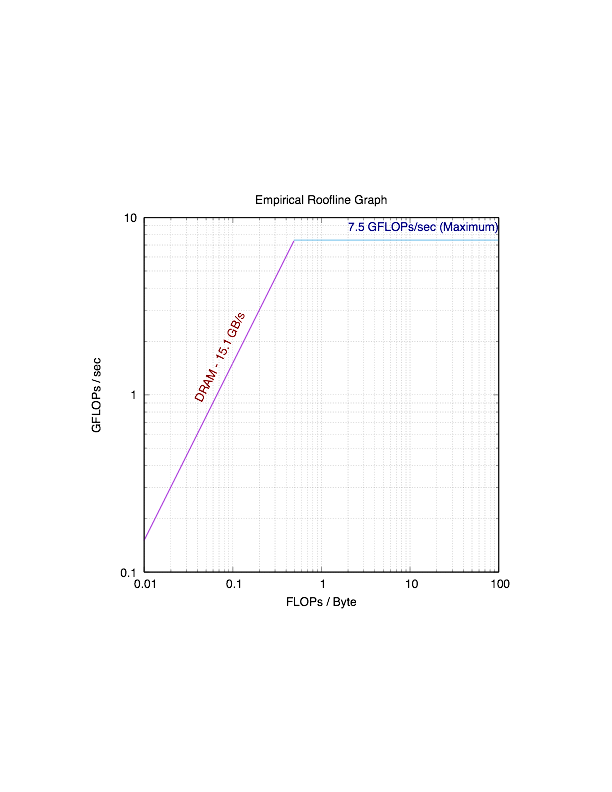 Empirical Roofline Graph
10
7.5 GFLOPs/sec (Maximum)
DRAM - 15.1 GB/s
GFLOPs / sec
1
0.1
0.01
0.1
1
10
100
FLOPs / Byte